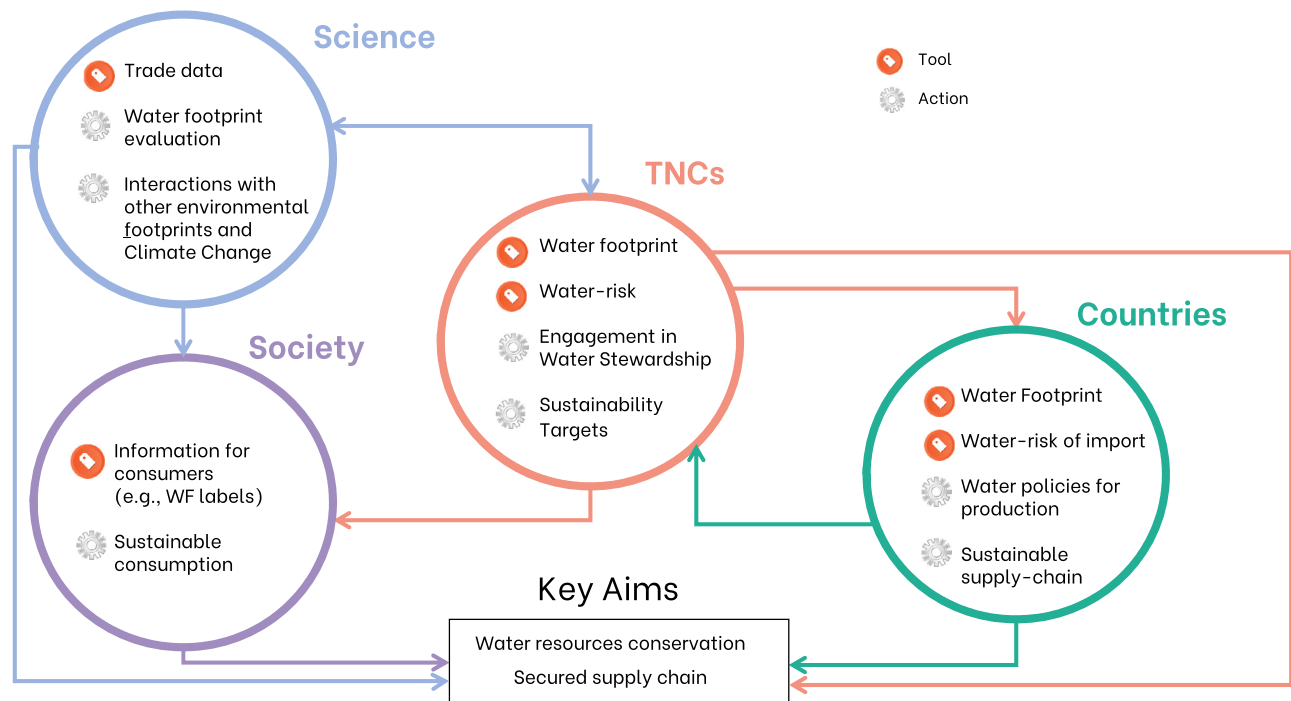 Science
Trade data
Water footprint
evaluation
Interactions with
other environmental
footprints and
Climate Change
Tool
Action
TNCs
Water footprint
Water-risk
Engagement in
Water Stewardship
Sustainability
Targets
Countries
Water Footprint
Water-risk of import
Water policies for
production
Sustainable
supply-chain
Society
Information for
consumers
(e.g., WF labels)
Sustainable
consumption
Key Aims
Water resources conservation
Secured supply chain